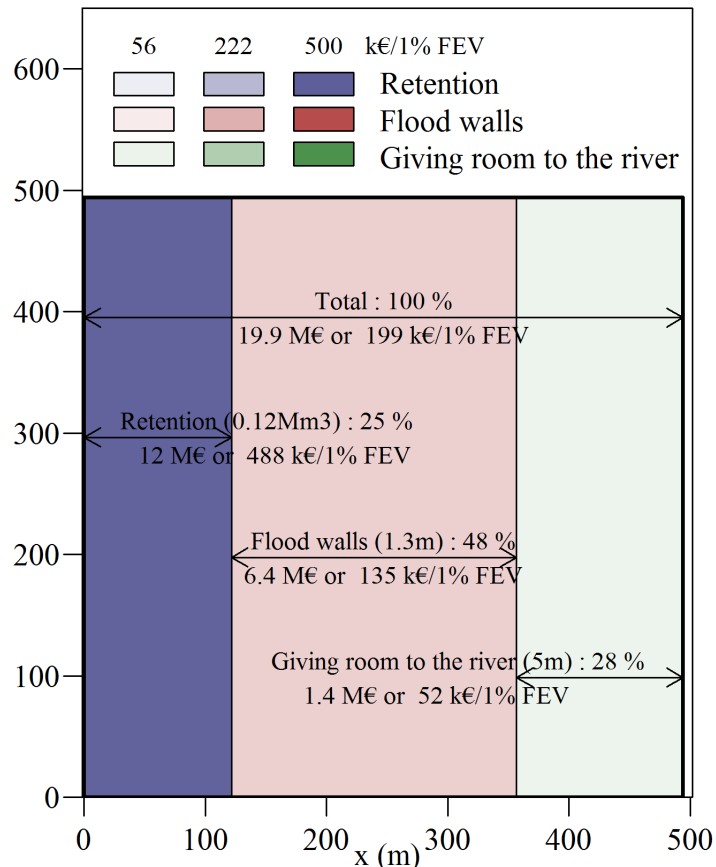 56 222 500 k€/1% FEV
Retention
Flood walls
Giving room to the river
600
500
400
300
200
100
0
Total : 100 %
19.9 M€ or 199 k€/1% FEV
Retention (0.12Mm3) : 25 %
12 M€ or 488 k€/1% FEV
Flood walls (1.3m) : 48 %
6.4 M€ or 135 k€/1% FEV
Giving room to the river (5m) : 28 %
1.4 M€ or 52 k€/1% FEV
0 100 200 300 400 500
x (m)